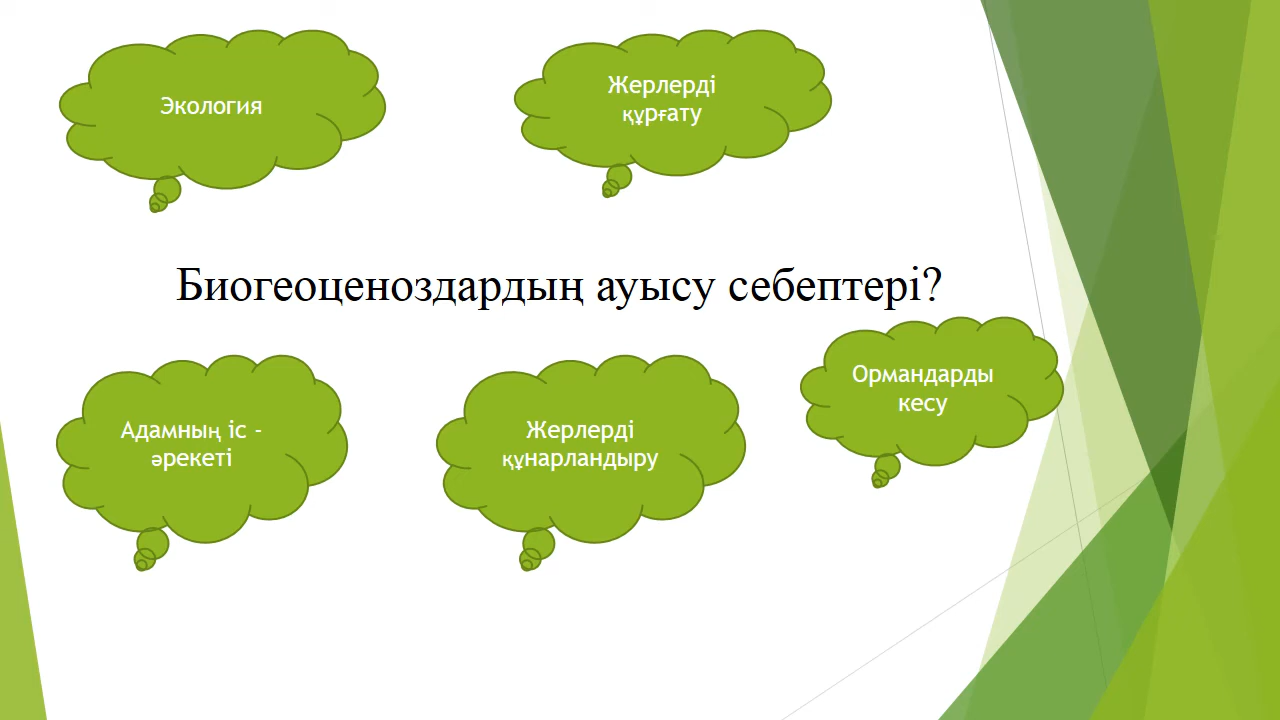 Экология
Жерлерді
құрғату
Биогеоценоздардың ауысу себептері?
Ормандарды
кесу
Адамның іс -
әрекеті
Жерлерді
құнарландыру